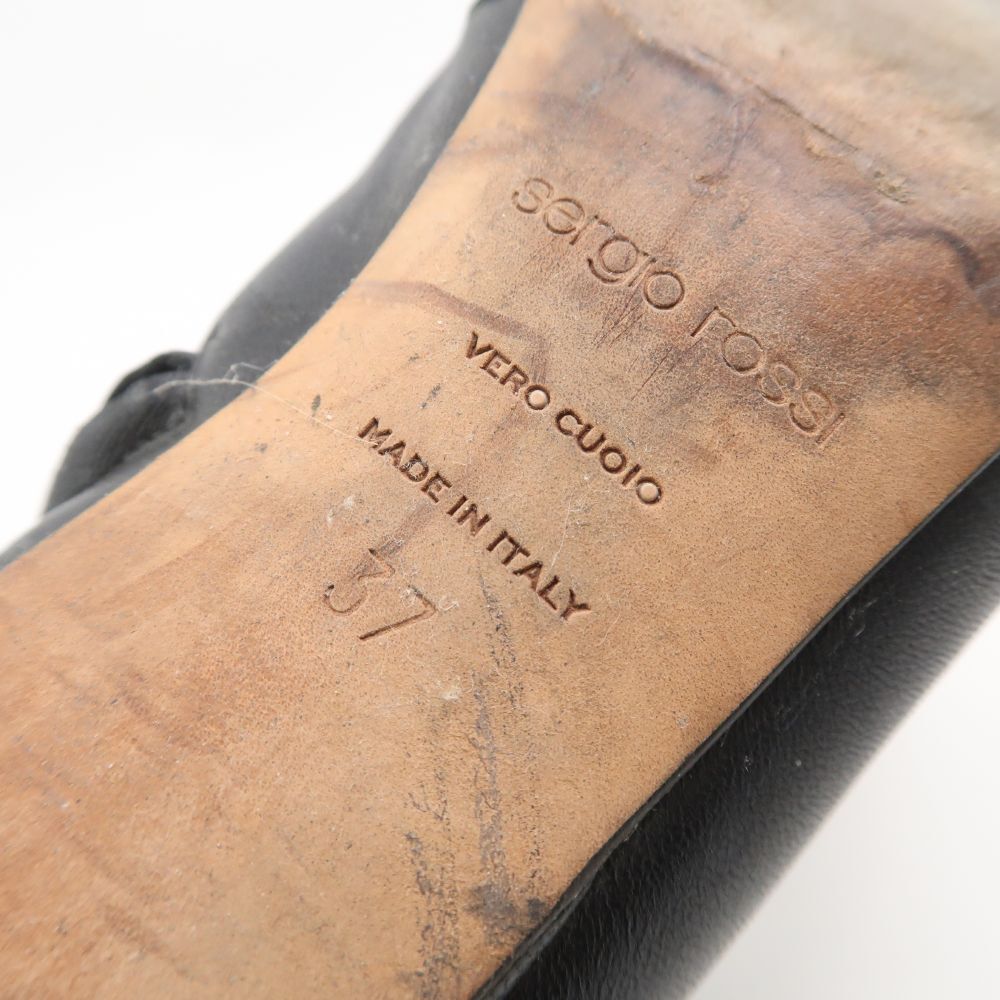 sergio rossi
VERO CUOIO
MADE IN ITALY
37